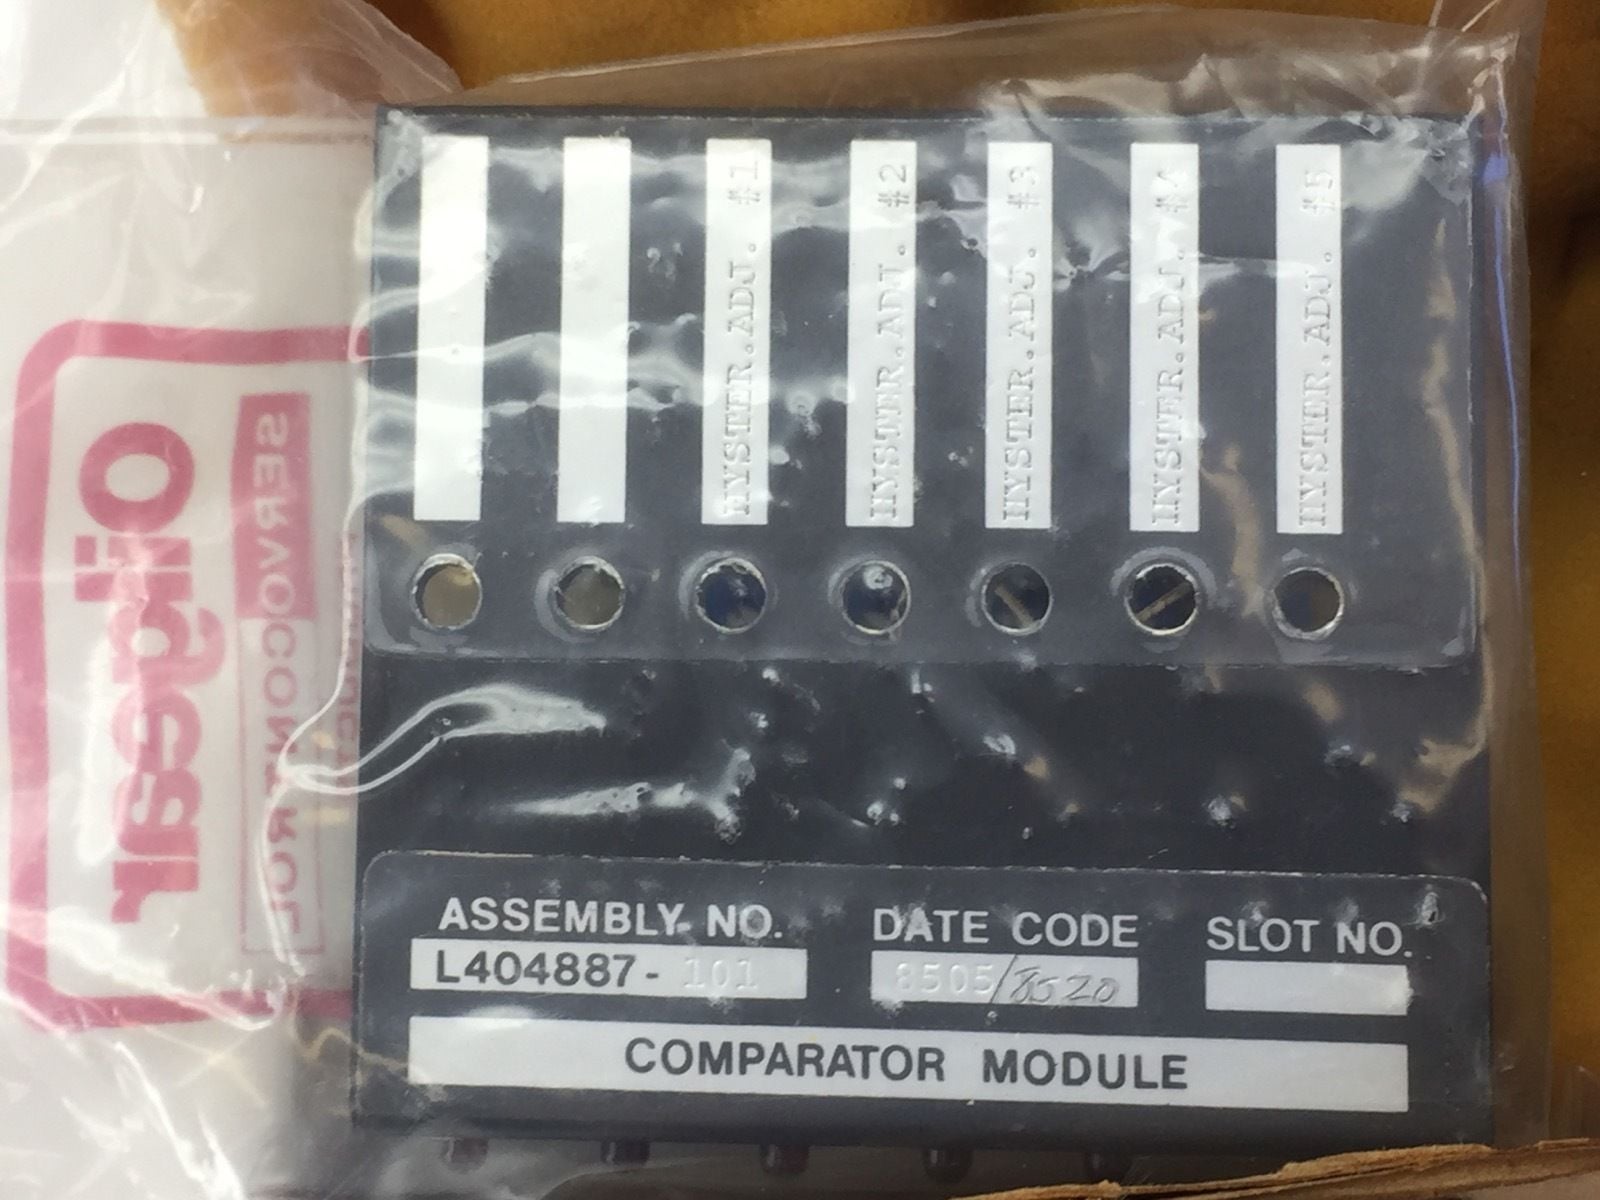 HYSTER.ADJ. #1
HYSTER.ADJ. #2
HYSTER.ADJ. #3
HYSTER.ADJ. #4
HYSTER.ADJ. #5
oilgear
SERVOCONTROL
ASSEMBLY NO.
L404887-101
DATE CODE
8505/8520
SLOT NO.
COMPARATOR MODULE